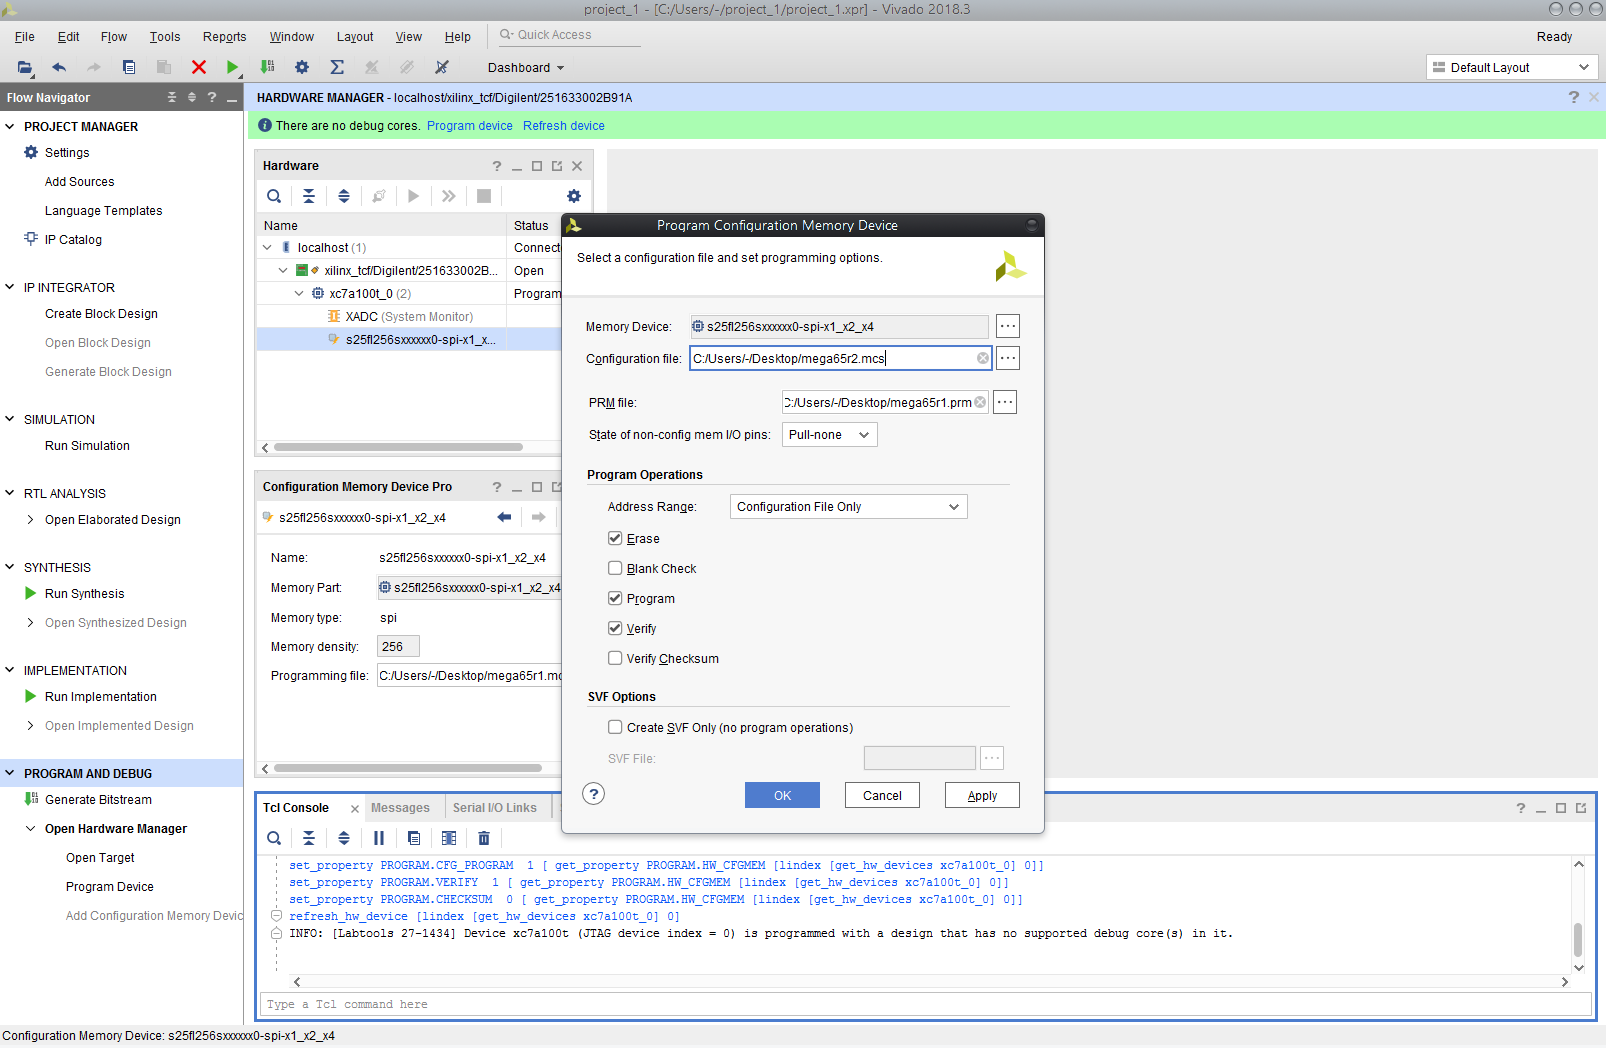 project_1 - [C:/Users/-/project_1/project_1.xpr] - Vivado 2018.3
File Edit Flow Tools Reports Window Layout View Help Quick Access Ready
Dashboard Default Layout
Flow Navigator
HARDWARE MANAGER - localhost/xilinx_tcf/Digilent/251633002B91A
There are no debug cores. Program device Refresh device
PROJECT MANAGER
Settings
Add Sources
Language Templates
IP Catalog
IP INTEGRATOR
Create Block Design
Open Block Design
Generate Block Design
SIMULATION
Run Simulation
RTL ANALYSIS
Open Elaborated Design
SYNTHESIS
Run Synthesis
Open Synthesized Design
IMPLEMENTATION
Run Implementation
Open Implemented Design
PROGRAM AND DEBUG
Generate Bitstream
Open Hardware Manager
Open Target
Program Device
Add Configuration Memory Devic
Hardware
Name Status
localhost (1) Connect
xilinx_tcf/Digilent/251633002B... Open
xc7a100t_0 (2) Program
XADC (System Monitor)
s25fl256sxxxxxx0-spi-x1_x...
Configuration Memory Device Pro
s25fl256sxxxxxx0-spi-x1_x2_x4
Name: s25fl256sxxxxxx0-spi-x1_x2_x4
Memory Part: s25fl256sxxxxxx0-spi-x1_x2_x4
Memory type: spi
Memory density: 256
Programming file: C:/Users/-/Desktop/mega65r1.mc
Program Configuration Memory Device
Select a configuration file and set programming options.
Memory Device: s25fl256sxxxxxx0-spi-x1_x2_x4
Configuration file: C:/Users/-/Desktop/mega65r2.mcs
PRM file: C:/Users/-/Desktop/mega65r1.prm
State of non-config mem I/O pins: Pull-none
Program Operations
Address Range: Configuration File Only
Erase
Blank Check
Program
Verify
Verify Checksum
SVF Options
Create SVF Only (no program operations)
SVF File:
OK Cancel Apply
Tcl Console Messages Serial I/O Links
set_property PROGRAM.CFG_PROGRAM 1 [ get_property PROGRAM.HW_CFGMEM [lindex [get_hw_devices xc7a100t_0] 0]]
set_property PROGRAM.VERIFY 1 [ get_property PROGRAM.HW_CFGMEM [lindex [get_hw_devices xc7a100t_0] 0]]
set_property PROGRAM.CHECKSUM 0 [ get_property PROGRAM.HW_CFGMEM [lindex [get_hw_devices xc7a100t_0] 0]]
refresh_hw_device [lindex [get_hw_devices xc7a100t_0] 0]
INFO: [Labtools 27-1434] Device xc7a100t (JTAG device index = 0) is programmed with a design that has no supported debug core(s) in it.
Type a Tcl command here
Configuration Memory Device: s25fl256sxxxxxx0-spi-x1_x2_x4